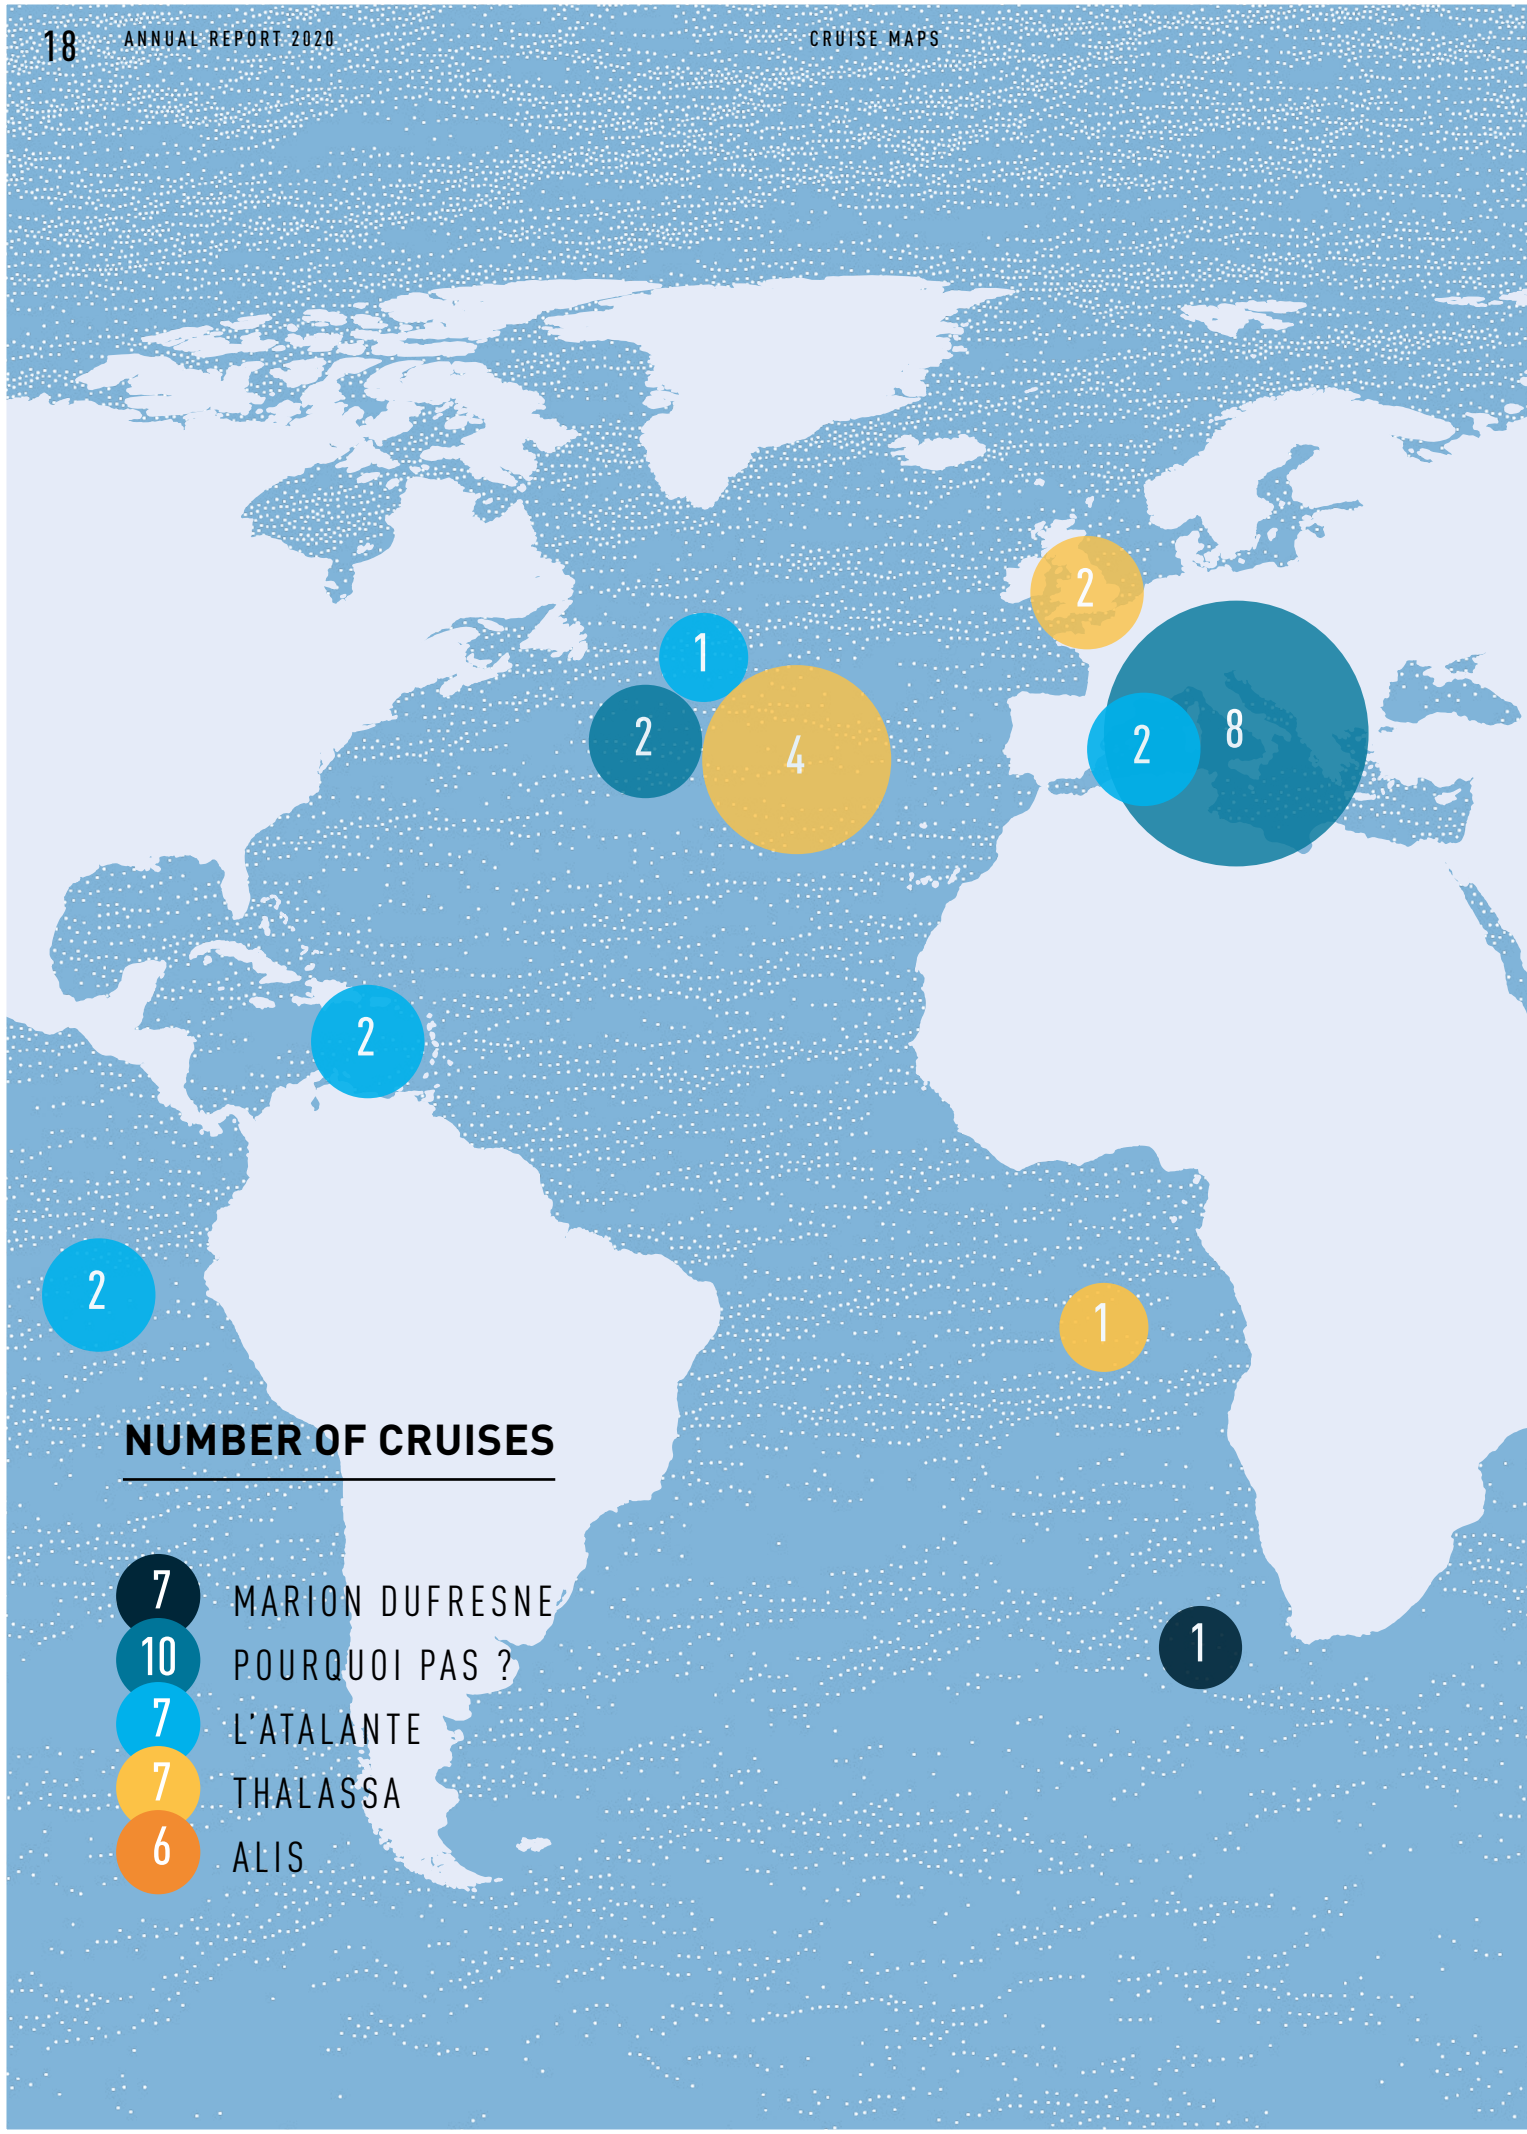 18 ANNUAL REPORT 2020 CRUISE MAPS
2
1
2
4
2
8
2
2
1
NUMBER OF CRUISES
7 MARION DUFRESNE
1
10 POURQUOI PAS ?
7 L'ATALANTE
7 THALASSA
6 ALIS